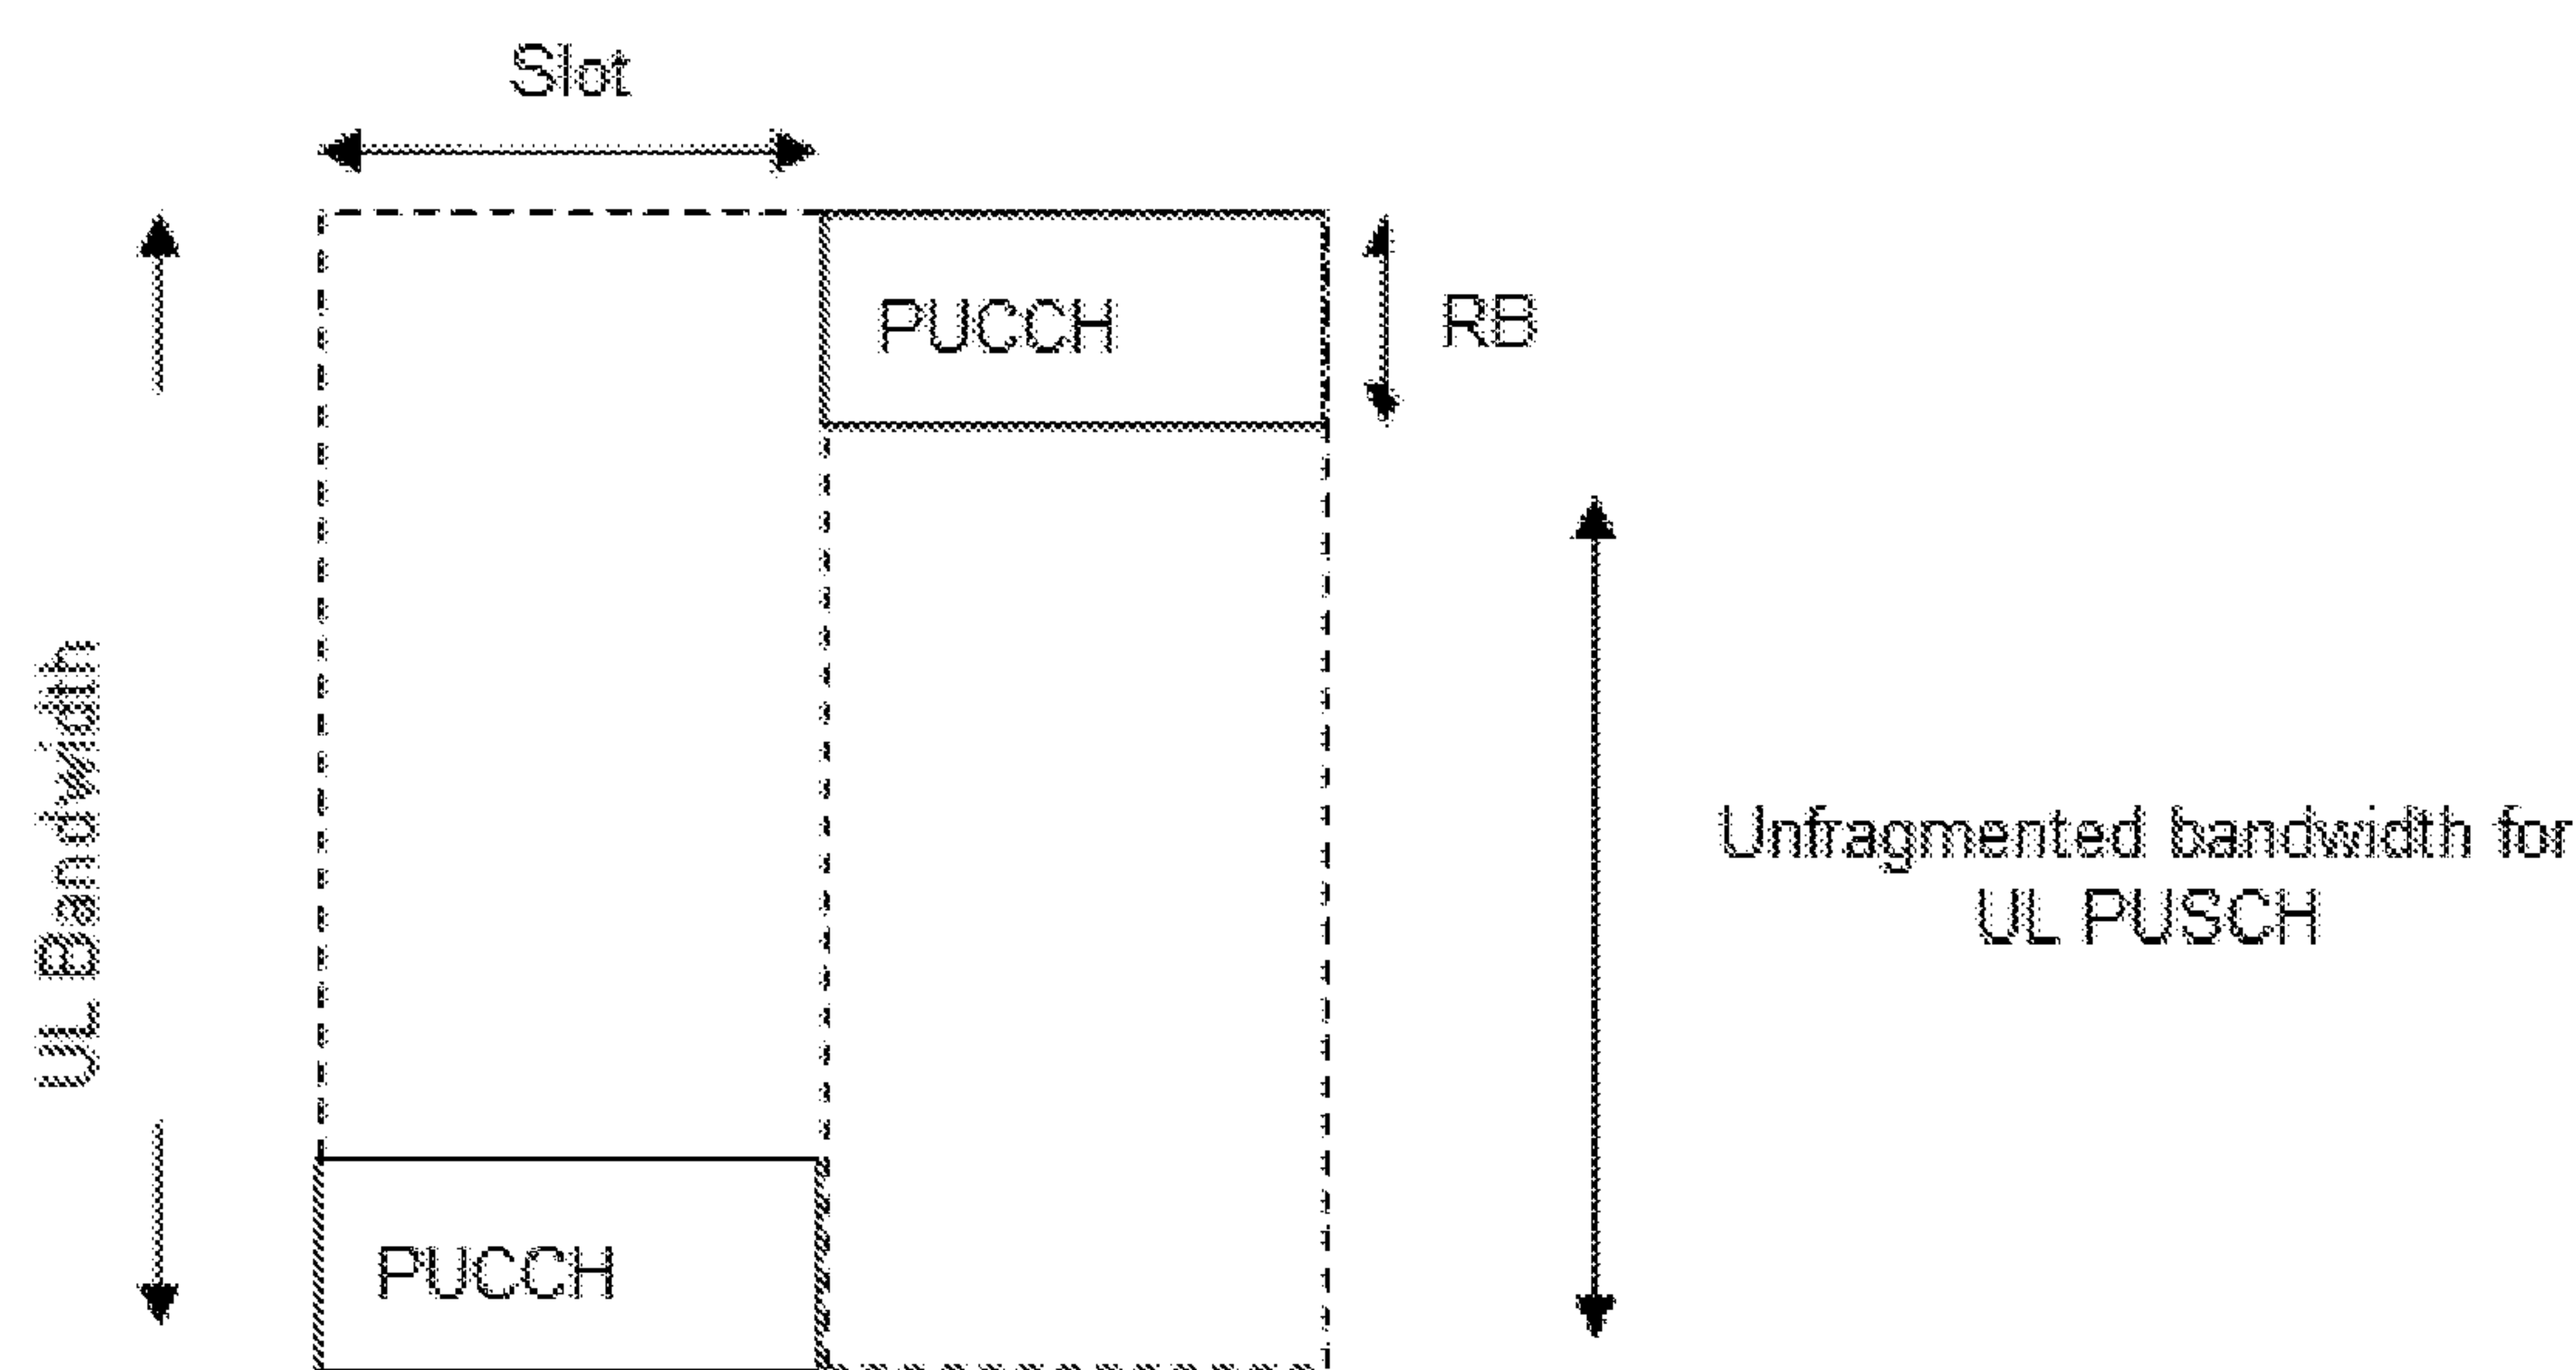 Slot
PUCCH
RB
UL Bandwidth
Unfragmented bandwidth for
UL PUSCH
PUCCH